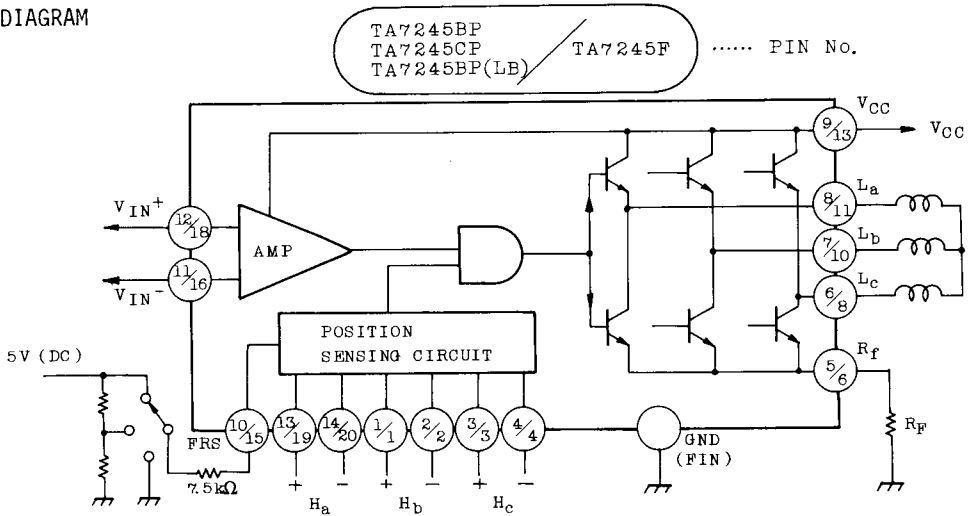 DIAGRAM
TA7245BP
TA7245CP
TA7245BP(LB)
TA7245F
...... PIN No.
VCC
9/13
VCC
La
8/11
VIN+
12/18
AMP
Lb
7/10
11/16
VIN-
Lc
6/8
POSITION
SENSING CIRCUIT
5V (DC)
Rf
5/6
FRS
10/15
13/19
14/20
1/1
2/2
3/3
4/4
GND
(FIN)
RF
7.5kΩ
+ - + - + -
Ha Hb Hc